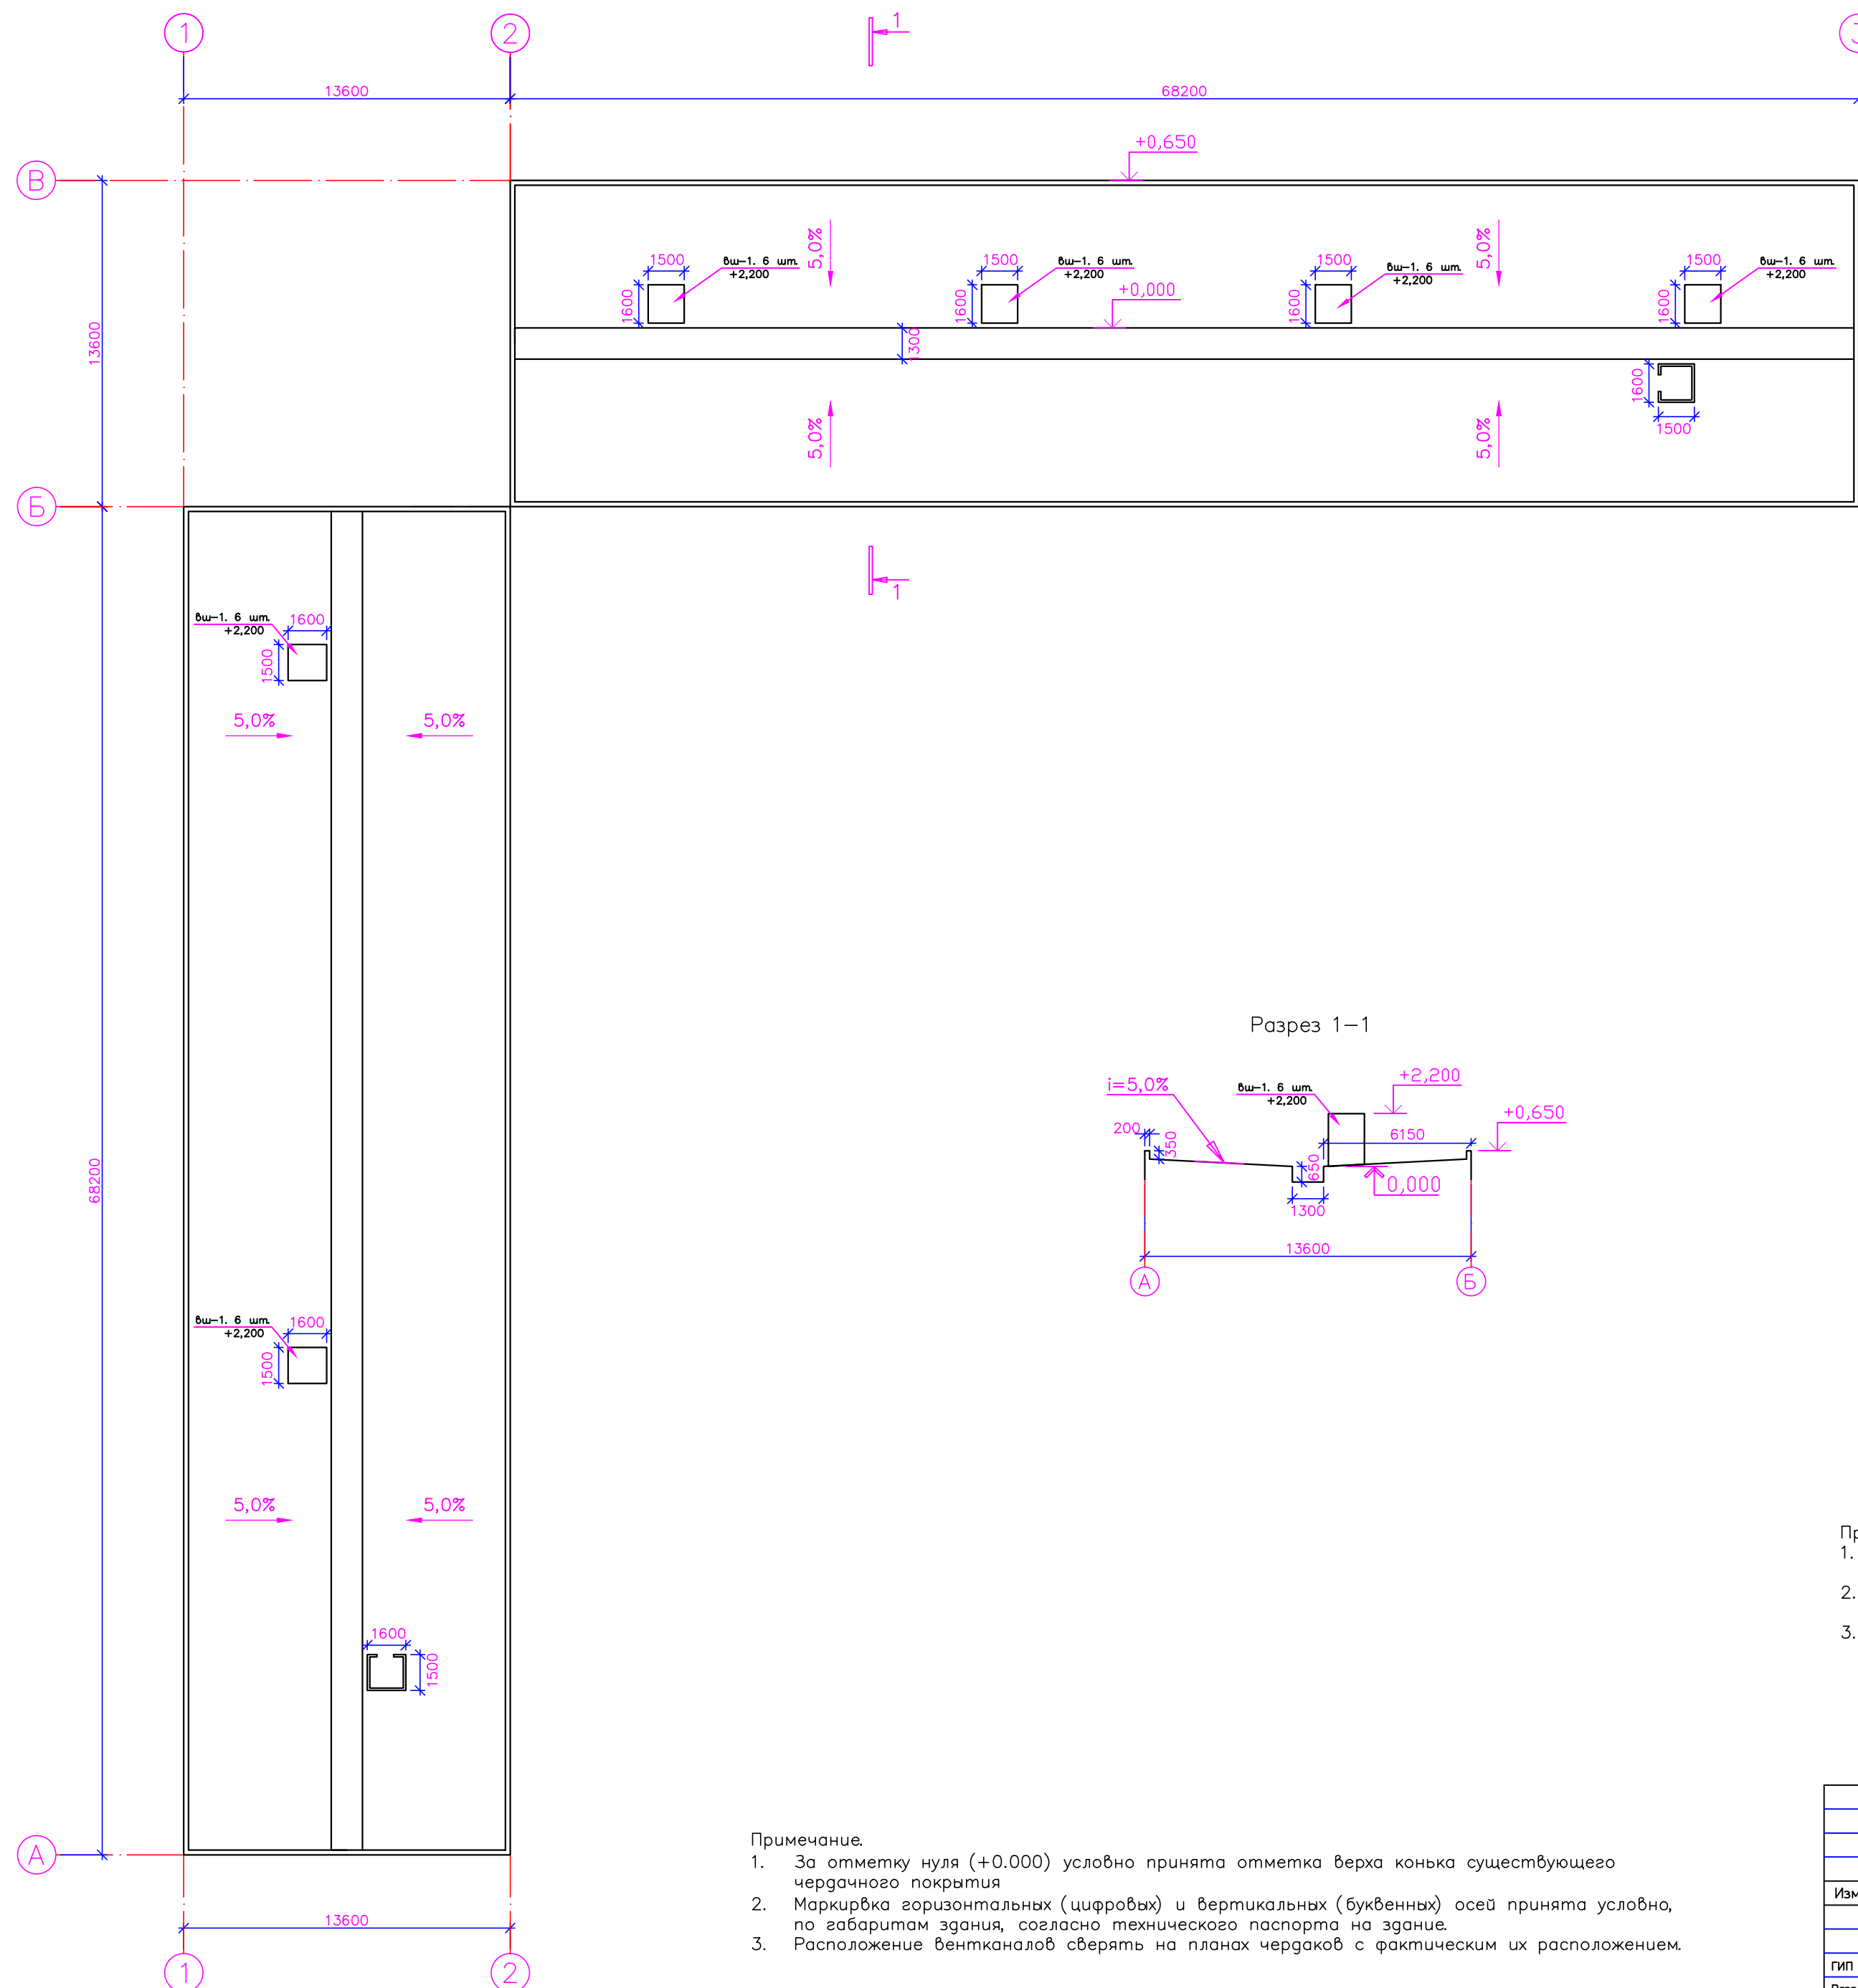 1
2
1
13600
68200
+0,650
В
5,0%
5,0%
1500
вш-1. 6 шт.
+2,200
1500
вш-1. 6 шт.
+2,200
1500
вш-1. 6 шт.
+2,200
1500
вш-1. 6 шт.
+2,200
1600
1600
+0,000
1600
1600
13600
1300
1600
5,0%
5,0%
1500
Б
1
вш-1. 6 шт.
+2,200
1600
1500
5,0%
5,0%
Разрез 1-1
i=5,0%
вш-1. 6 шт.
+2,200
+2,200
+0,650
200
350
6150
650
0,000
1300
13600
А
Б
68200
вш-1. 6 шт.
+2,200
1600
1500
5,0%
5,0%
1.
2.
3.
1600
1500
А
Примечание.
1. За отметку нуля (+0.000) условно принята отметка верха конька существующего
чердачного покрытия
2. Маркирвка горизонтальных (цифровых) и вертикальных (буквенных) осей принята условно,
по габаритам здания, согласно технического паспорта на здание.
3. Расположение вентканалов сверять на планах чердаков с фактическим их расположением.
13600
1
2
Изм
ГИП